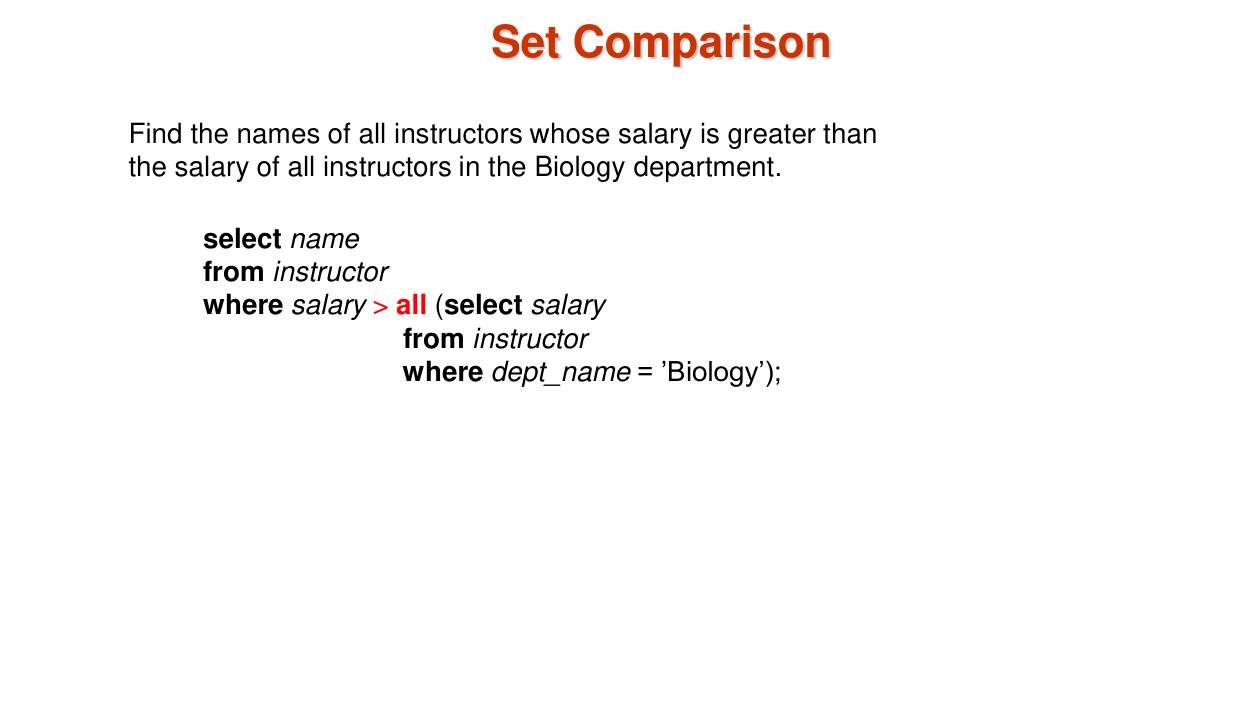 Set Comparison
Find the names of all instructors whose salary is greater than
the salary of all instructors in the Biology department.
select name
from instructor
where salary > all (select salary
from instructor
where dept_name = ’Biology’);